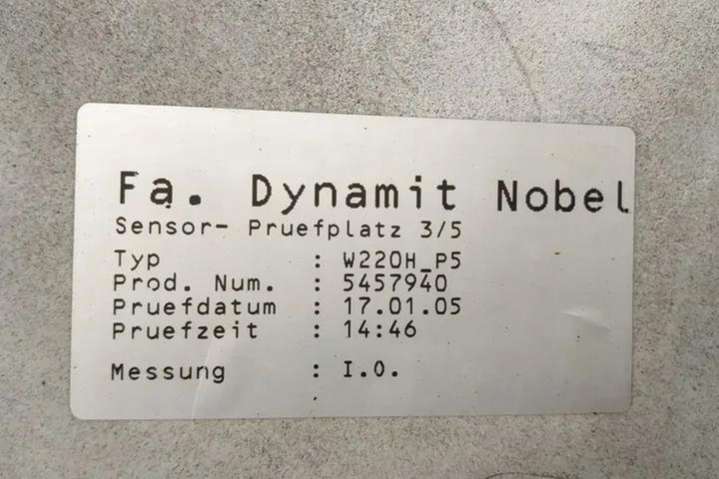 Fa. Dynamit Nobel
Sensor- Pruefplatz 3/5
Typ : W220H_P5
Prod. Num. : 5457940
Pruefdatum : 17.01.05
Pruefzeit : 14:46
Messung : I.O.